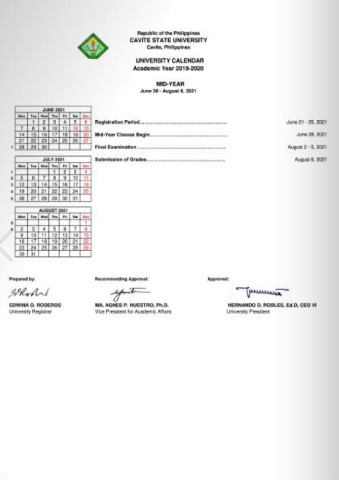 Republic of the Philippines
CAVITE STATE UNIVERSITY
Cavite, Philippines
UNIVERSITY CALENDAR
Academic Year 2019-2020
MID-YEAR
June 28 - August 6, 2021
JUNE 2021
Mon Tue Wed Thu Fri Sat Sun
1 2 3 4 5 6
7 8 9 10 11 12 13
14 15 16 17 18 19 20
21 22 23 24 25 26 27
1 28 29 30
Registration Period June 21 - 25, 2021
Mid-Year Classes Begin June 28, 2021
Final Examination August 2 - 5, 2021
Submission of Grades August 6, 2021
JULY 2021
Mon Tue Wed Thu Fri Sat Sun
1 1 2 3 4
2 5 6 7 8 9 10 11
3 12 13 14 15 16 17 18
4 19 20 21 22 23 24 25
5 26 27 28 29 30 31
AUGUST 2021
Mon Tue Wed Thu Fri Sat Sun
5 1
6 2 3 4 5 6 7 8
9 10 11 12 13 14 15
16 17 18 19 20 21 22
23 24 25 26 27 28 29
30 31
Prepared by: Recommending Approval: Approved:
EDWINA O. RODEROS MA. AGNES P. NUESTRO, Ph.D. HERNANDO D. ROBLES, Ed.D, CEO VI
University Registrar Vice President for Academic Affairs University President